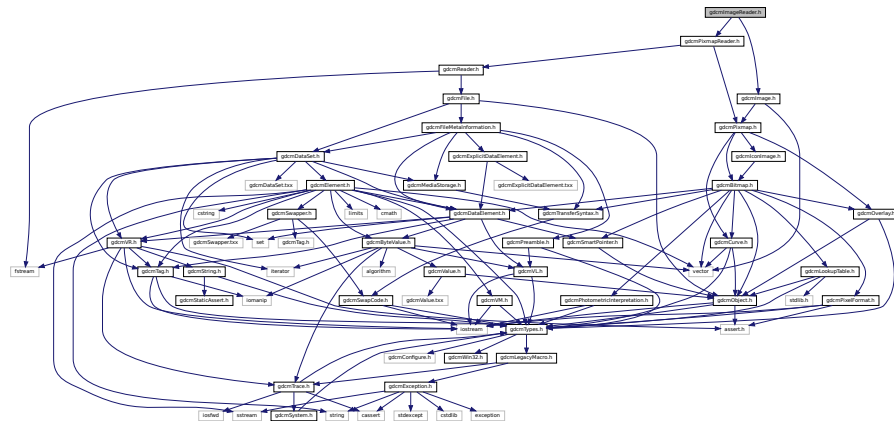 gdcmImageReader.h
gdcmPixmapReader.h
gdcmReader.h
gdcmFile.h
gdcmImage.h
gdcmFileMetaInformation.h
gdcmPixmap.h
gdcmDataSet.h
gdcmExplicitDataElement.h
gdcmIconImage.h
gdcmDataSet.txx
gdcmElement.h
gdcmMediaStorage.h
gdcmExplicitDataElement.txx
gdcmBitmap.h
cstring
gdcmSwapper.h
limits
cmath
gdcmDataElement.h
gdcmTransferSyntax.h
gdcmOverlay.h
gdcmVR.h
gdcmSwapper.txx
set
gdcmTag.h
gdcmByteValue.h
gdcmPreamble.h
gdcmSmartPointer.h
gdcmCurve.h
fstream
gdcmTag.h
gdcmString.h
iterator
algorithm
gdcmValue.h
gdcmVL.h
vector
gdcmLookupTable.h
gdcmStaticAssert.h
iomanip
gdcmSwapCode.h
gdcmValue.txx
gdcmVM.h
gdcmPhotometricInterpretation.h
gdcmObject.h
stdlib.h
gdcmPixelFormat.h
iostream
gdcmTypes.h
assert.h
gdcmConfigure.h
gdcmWin32.h
gdcmLegacyMacro.h
gdcmTrace.h
gdcmException.h
iosfwd
sstream
gdcmSystem.h
string
cassert
stdexcept
cstdlib
exception